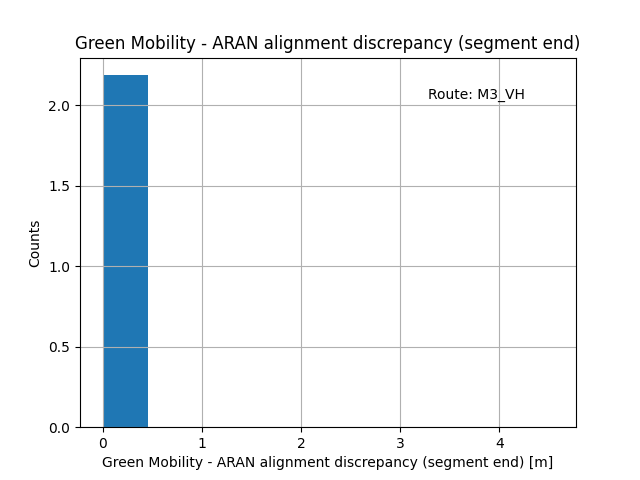 Green Mobility - ARAN alignment discrepancy (segment end)
Route: M3_VH
2.0
1.5
1.0
0.5
0.0
Counts
0 1 2 3 4
Green Mobility - ARAN alignment discrepancy (segment end) [m]